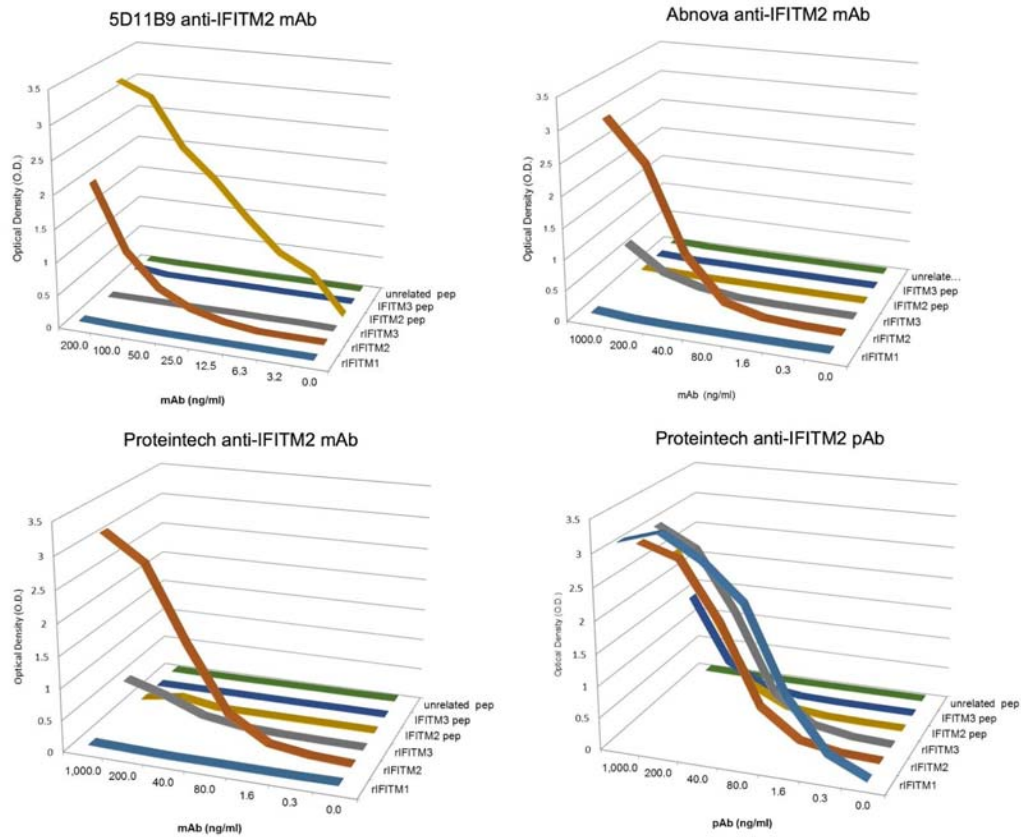 5D11B9 anti-IFITM2 mAb
Optical Density (O.D.)
3.5
3
2.5
2
1.5
1
0.5
0
200.0
100.0
50.0
25.0
12.5
6.3
3.2
0.0
mAb (ng/ml)
unrelated pep
IFITM3 pep
IFITM2 pep
rIFITM3
rIFITM2
rIFITM1
Abnova anti-IFITM2 mAb
Optical Density (O.D.)
3.5
3
2.5
2
1.5
1
0.5
0
1000.0
200.0
40.0
80.0
1.6
0.3
0.0
mAb (ng/ml)
unrelate...
IFITM3 pep
IFITM2 pep
rIFITM3
rIFITM2
rIFITM1
Proteintech anti-IFITM2 mAb
Optical Density (O.D.)
3.5
3
2.5
2
1.5
1
0.5
0
1,000.0
200.0
40.0
80.0
1.6
0.3
0.0
mAb (ng/ml)
unrelated pep
IFITM3 pep
IFITM2 pep
rIFITM3
rIFITM2
rIFITM1
Proteintech anti-IFITM2 pAb
Optical Density (O.D.)
3.5
3
2.5
2
1.5
1
0.5
0
1,000.0
200.0
40.0
80.0
1.6
0.3
0.0
pAb (ng/ml)
unrelated pep
IFITM3 pep
IFITM2 pep
rIFITM3
rIFITM2
rIFITM1